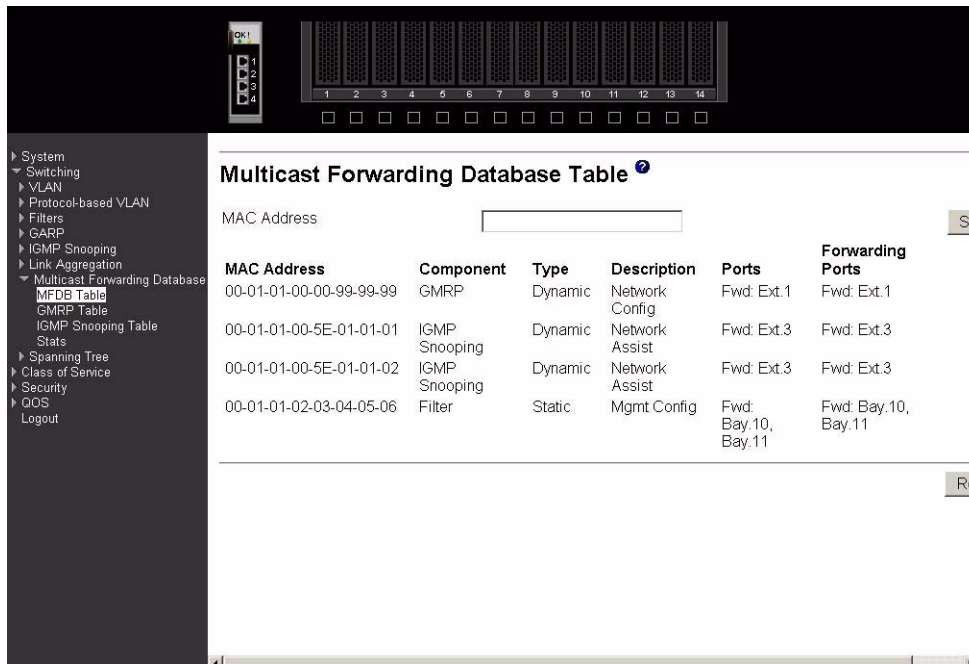 OK!
1
2
3
4
1 2 3 4 5 6 7 8 9 10 11 12 13 14
System
Switching
VLAN
Protocol-based VLAN
Filters
GARP
IGMP Snooping
Link Aggregation
Multicast Forwarding Database
MFDB Table
GMRP Table
IGMP Snooping Table
Stats
Spanning Tree
Class of Service
Security
QOS
Logout
Multicast Forwarding Database Table ?
MAC Address
S
MAC Address Component Type Description Ports Forwarding Ports
00-01-01-00-00-99-99-99 GMRP Dynamic Network Config Fwd: Ext.1 Fwd: Ext.1
00-01-01-00-5E-01-01-01 IGMP Snooping Dynamic Network Assist Fwd: Ext.3 Fwd: Ext.3
00-01-01-00-5E-01-01-02 IGMP Snooping Dynamic Network Assist Fwd: Ext.3 Fwd: Ext.3
00-01-01-02-03-04-05-06 Filter Static Mgmt Config Fwd: Bay.10, Bay.11 Fwd: Bay.10, Bay.11